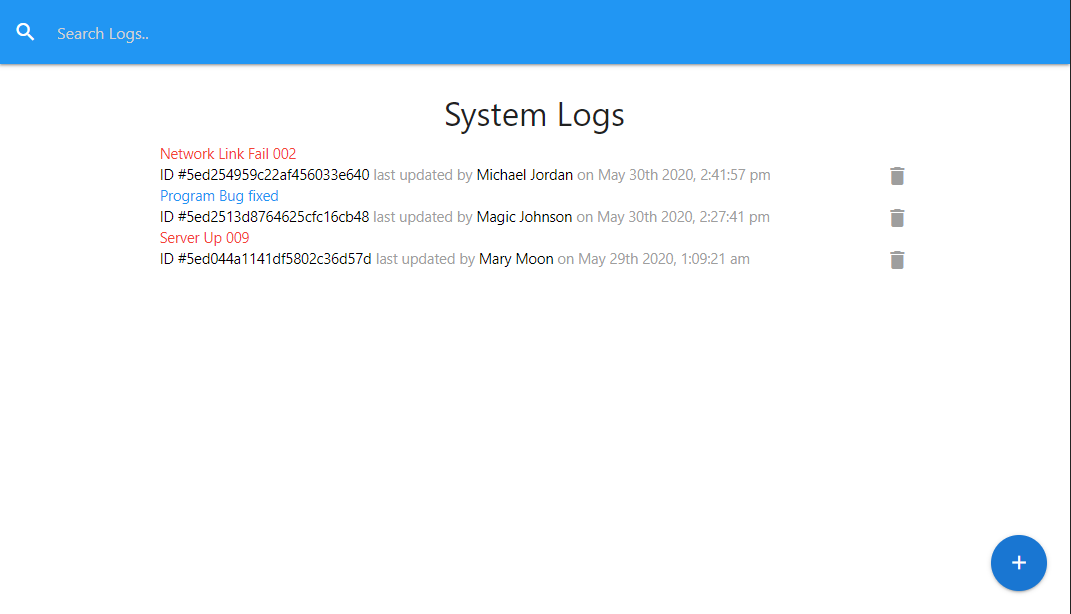 Search Logs..
System Logs
Network Link Fail 002
ID #5ed254959c22af456033e640 last updated by Michael Jordan on May 30th 2020, 2:41:57 pm
Program Bug fixed
ID #5ed2513d8764625cfc16cb48 last updated by Magic Johnson on May 30th 2020, 2:27:41 pm
Server Up 009
ID #5ed044a1141df5802c36d57d last updated by Mary Moon on May 29th 2020, 1:09:21 am